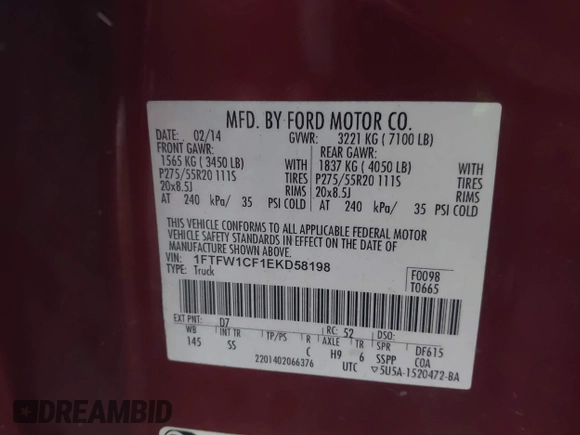 MFD. BY FORD MOTOR CO.
DATE: 02/14 GVWR: 3221 KG ( 7100 LB)
FRONT GAWR: REAR GAWR:
1565 KG ( 3450 LB) WITH 1837 KG ( 4050 LB) WITH
P275/55R20 111S TIRES P275/55R20 111S TIRES
20x8.5J RIMS 20x8.5J RIMS
AT 240 kPa/ 35 PSI COLD AT 240 kPa/ 35 PSI COLD
THIS VEHICLE CONFORMS TO ALL APPLICABLE FEDERAL MOTOR
VEHICLE SAFETY STANDARDS IN EFFECT ON THE DATE OF
MANUFACTURE SHOWN ABOVE.
VIN: 1FTFW1CF1EKD58198
TYPE: Truck
F0098
T0665
EXT PNT: D7 RC: 52 DSO:
WB INT TR TP/PS R AXLE TR SPR DF615
145 SS C H9 6 SSPP COA
2201402066376 UTC ▽5U5A-1520472-BA
DREAMBID